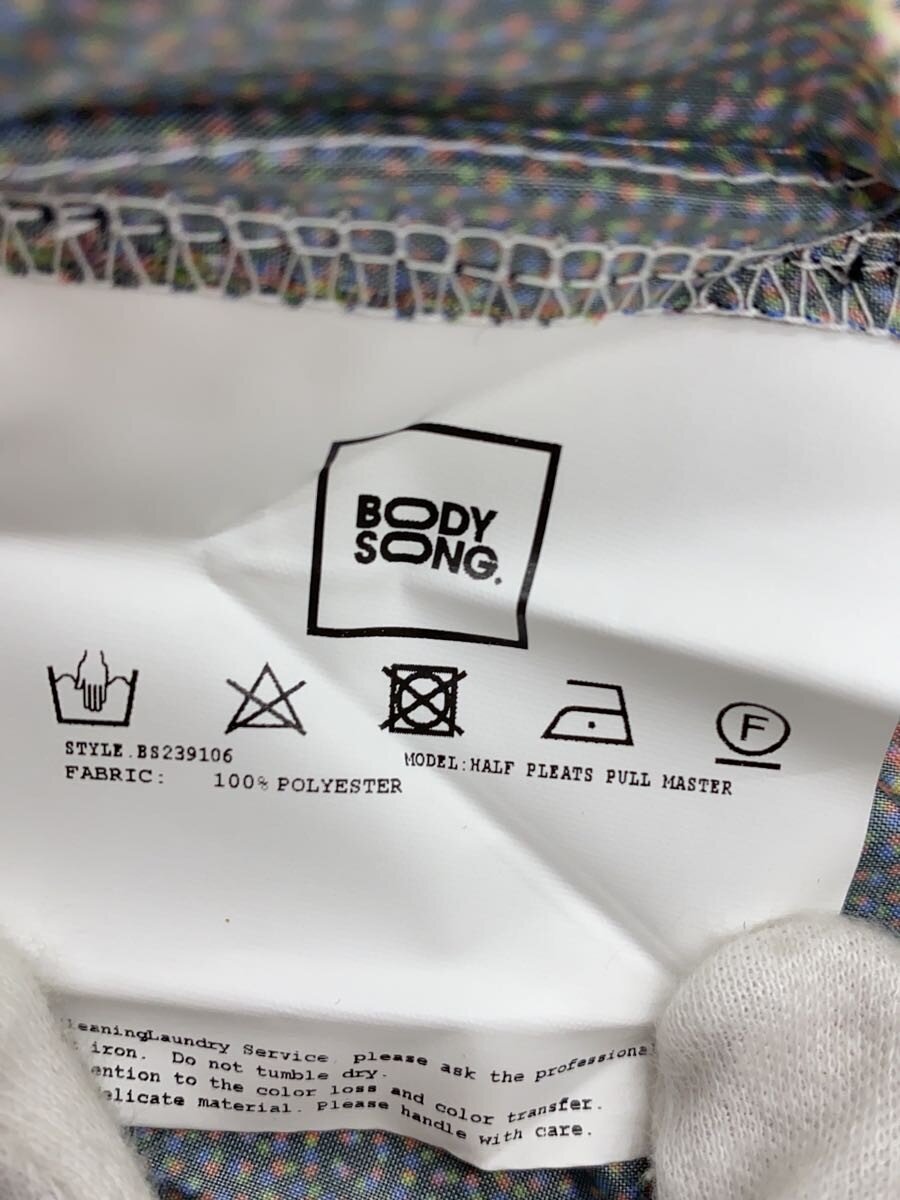 BODY
SONG.
F
STYLE.BS239106
MODEL:HALF PLEATS PULL MASTER
FABRIC: 100% POLYESTER
Laundry Service, please ask the
iron. Do not tumble dry.
to the color loss and color transfer.
material. Please handle with care.